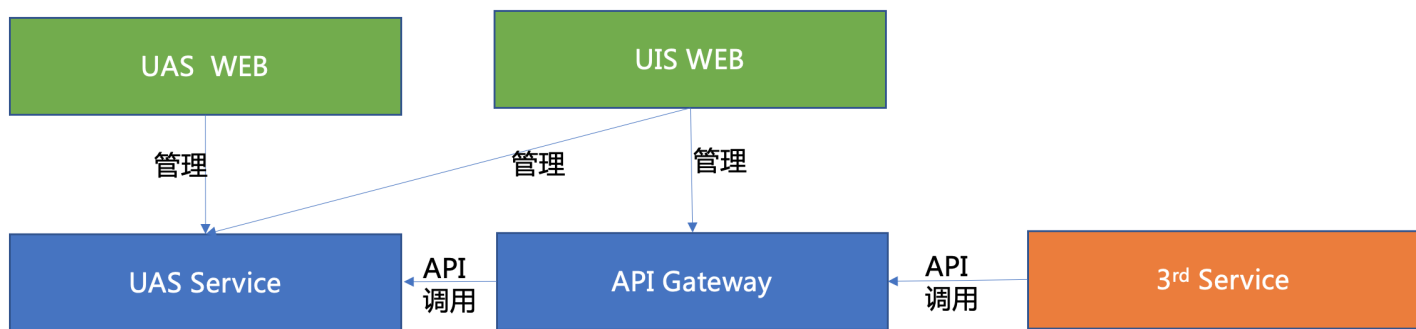 UAS WEB
UIS WEB
管理
管理
管理
UAS Service
API
调用
API Gateway
API
调用
3rd Service